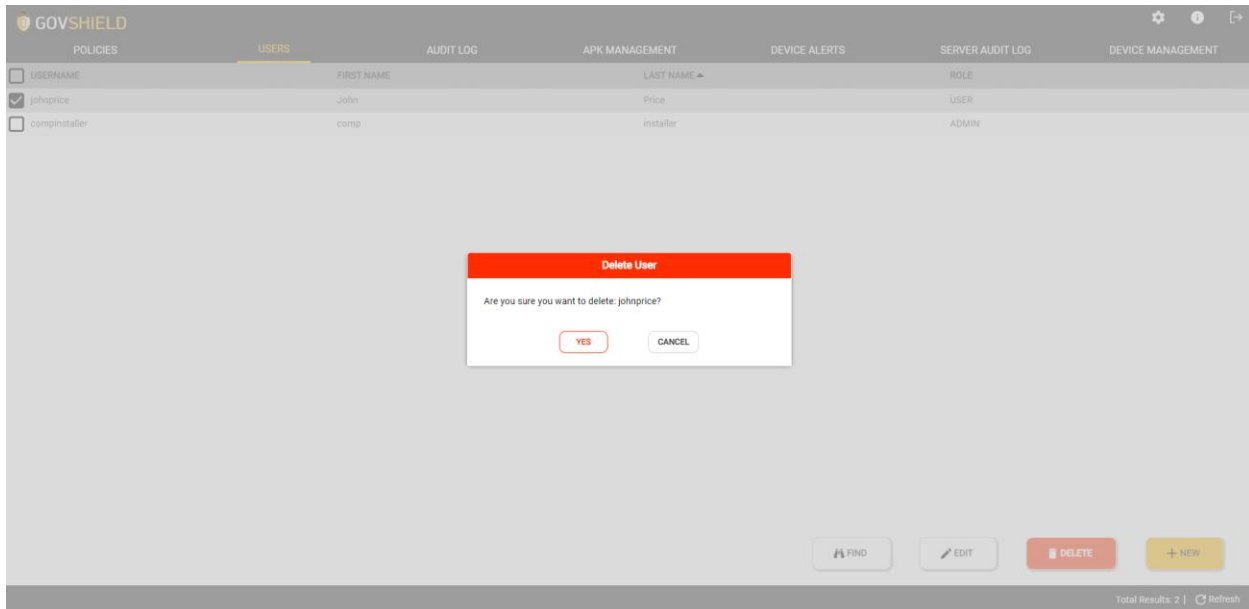 GOVSHIELD
POLICIES USERS AUDIT LOG APK MANAGEMENT DEVICE ALERTS SERVER AUDIT LOG DEVICE MANAGEMENT
USERNAME FIRST NAME LAST NAME ROLE
johnprice John Price USER
compinstaller comp installer ADMIN
Delete User
Are you sure you want to delete: johnprice?
YES CANCEL
FIND EDIT DELETE + NEW
Total Results: 2 | Refresh